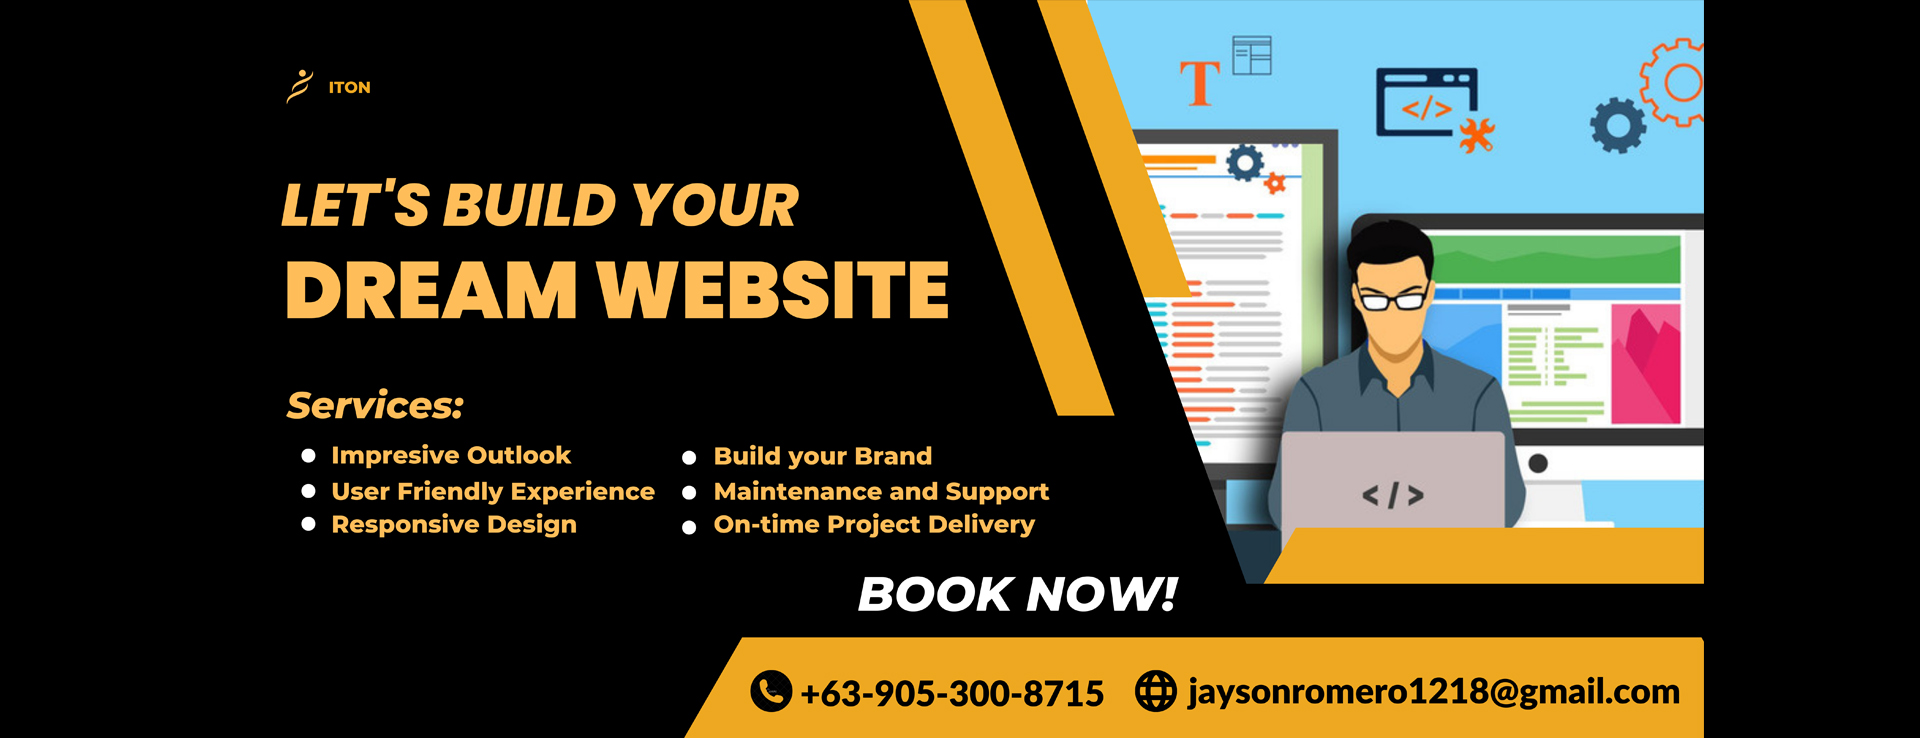 ITON
LET'S BUILD YOUR
DREAM WEBSITE
Services:
Impresive Outlook
User Friendly Experience
Responsive Design
Build your Brand
Maintenance and Support
On-time Project Delivery
T
</>
</>
BOOK NOW!
+63-905-300-8715
jaysonromero1218@gmail.com